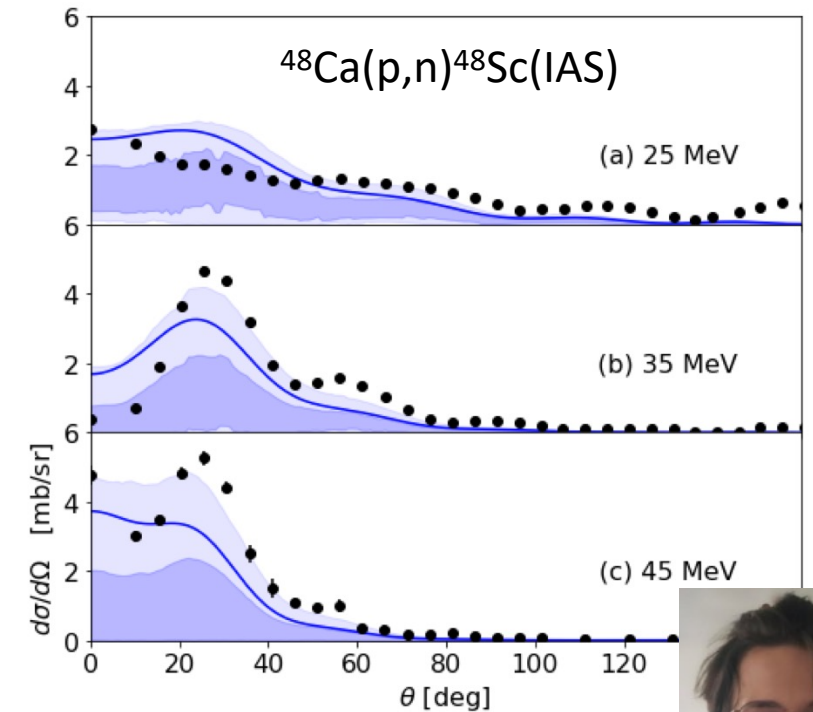 6
⁴⁸Ca(p,n)⁴⁸Sc(IAS)
4
2
(a) 25 MeV
6
4
2
(b) 35 MeV
6
4
2
(c) 45 MeV
0
dσ/dΩ [mb/sr]
0 20 40 60 80 100 120
θ [deg]